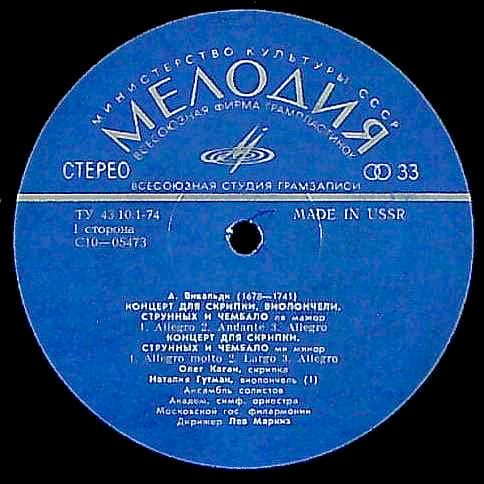 МИНИСТЕРСТВО КУЛЬТУРЫ СССР
МЕЛОДИЯ
ВСЕСОЮЗНАЯ ФИРМА ГРАМПЛАСТИНОК
СТЕРЕО 33
ВСЕСОЮЗНАЯ СТУДИЯ ГРАМЗАПИСИ
ТУ 43.10.1-74 MADE IN USSR
1 сторона
С10—05473
А. Вивальди (1678—1741)
КОНЦЕРТ ДЛЯ СКРИПКИ, ВИОЛОНЧЕЛИ,
СТРУННЫХ И ЧЕМБАЛО ля мажор
1. Allegro 2. Andante 3. Allegro
КОНЦЕРТ ДЛЯ СКРИПКИ,
СТРУННЫХ И ЧЕМБАЛО ми минор
1. Allegro molto 2. Largo 3. Allegro
Олег Каган, скрипка
Наталия Гутман, виолончель (1)
Ансамбль солистов
Академ. симф. оркестра
Московской гос. филармонии
Дирижер Лев Маркиз